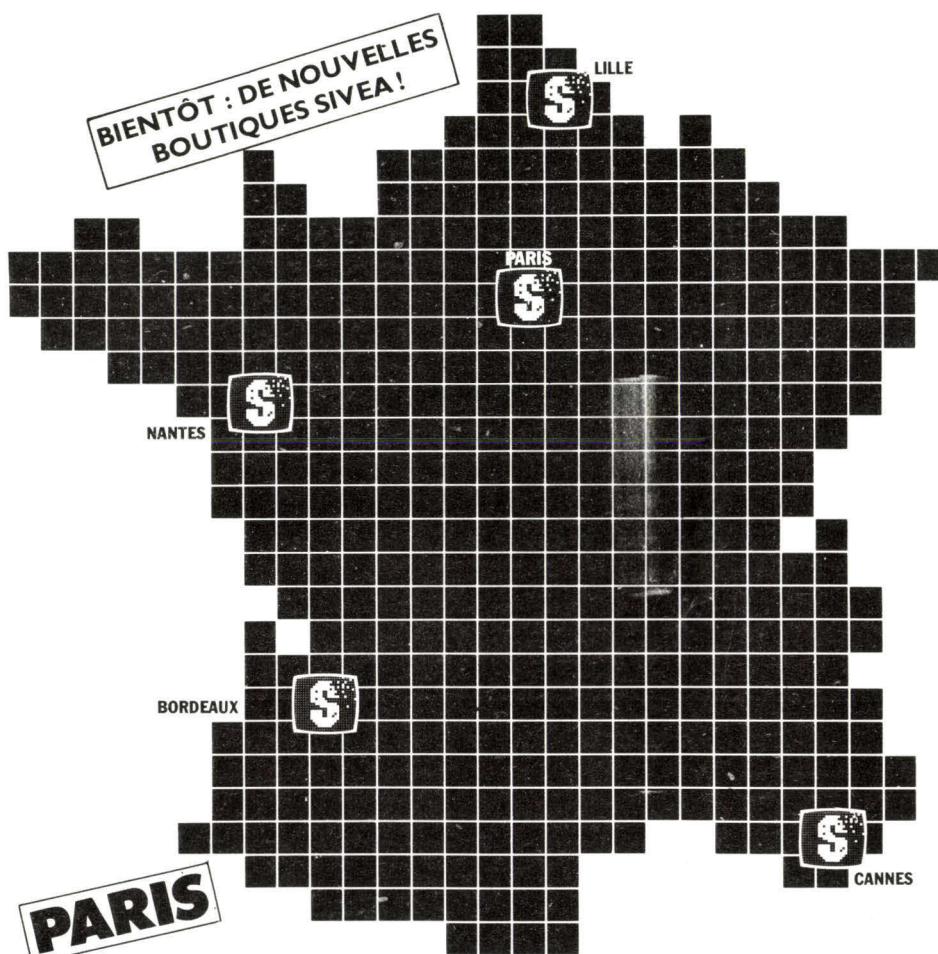 BIENTÔT : DE NOUVELLES
BOUTIQUES SIVEA !
LILLE
S
PARIS
S
S
NANTES
BORDEAUX
S
S
CANNES
PARIS